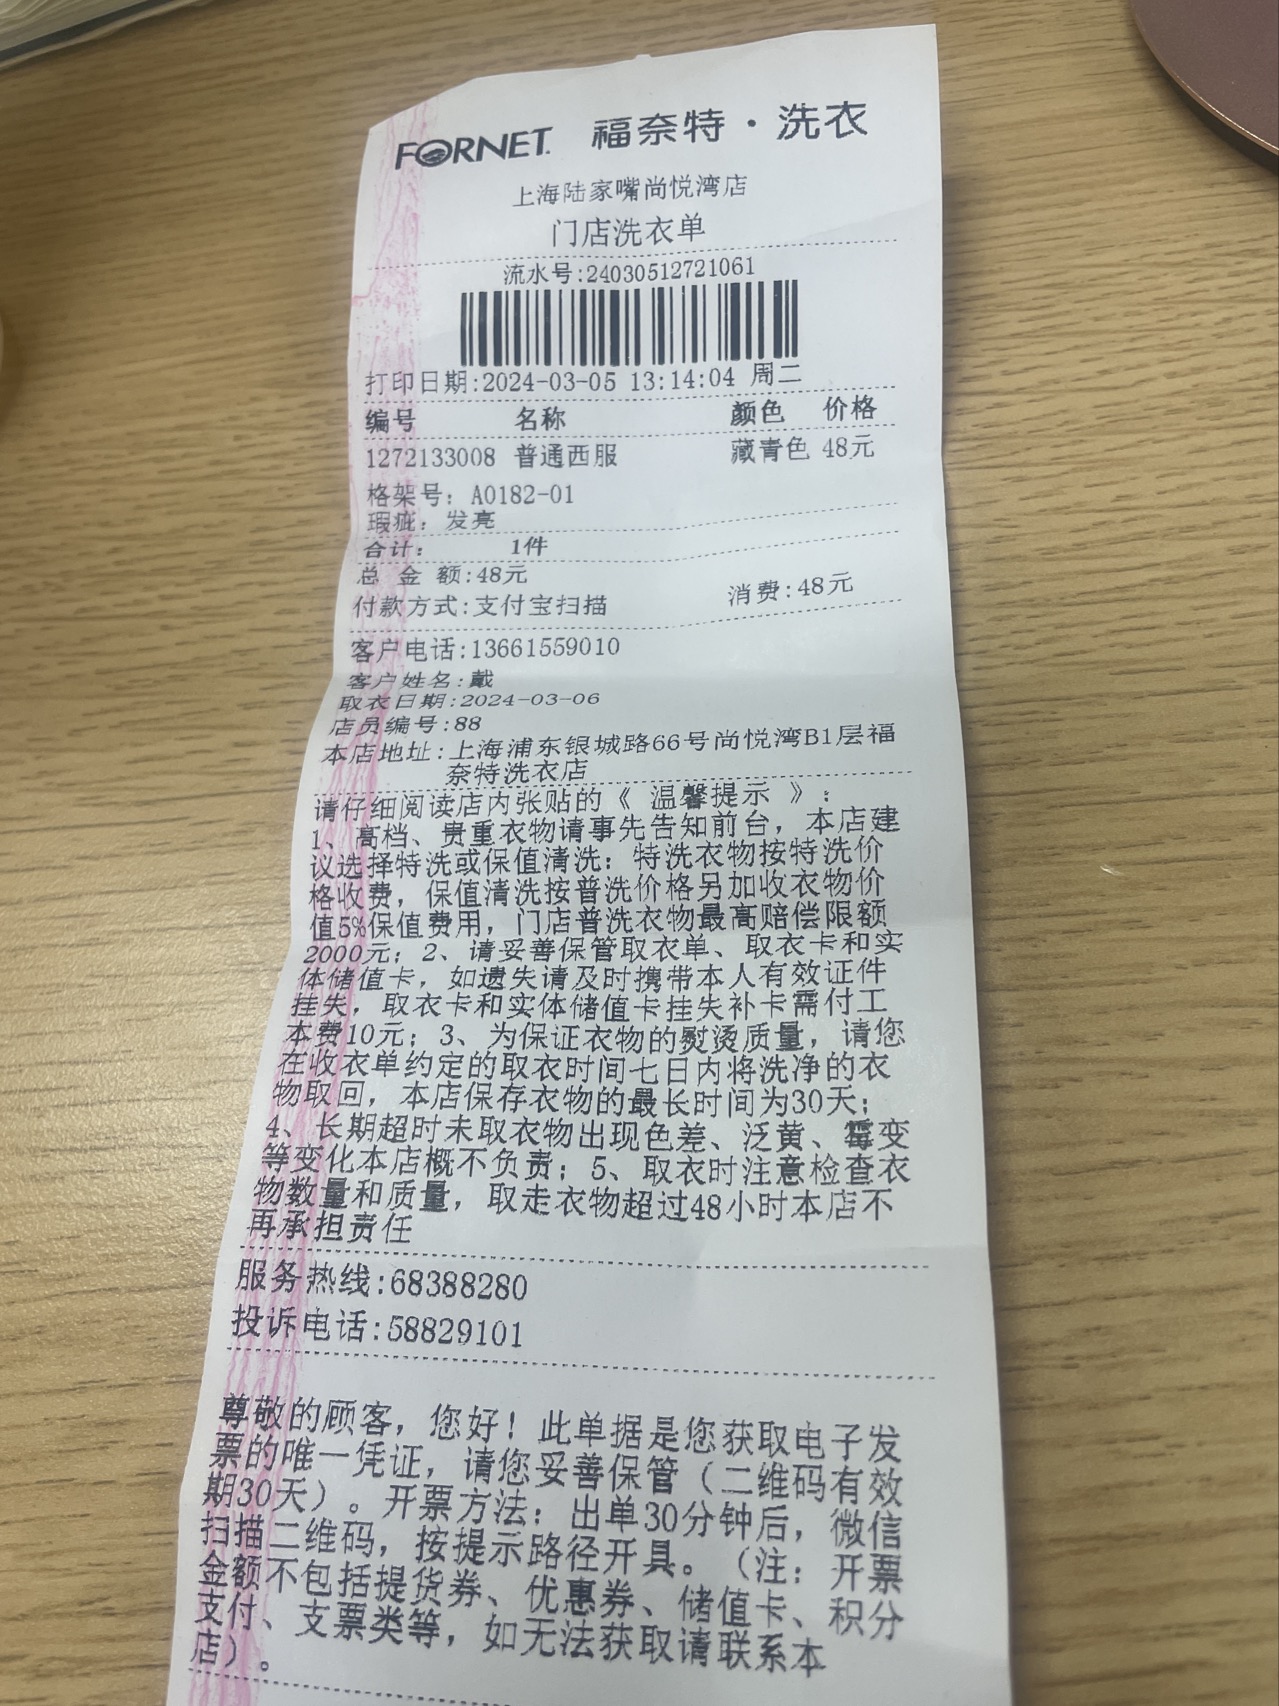 FORNET. 福奈特·洗衣
上海陆家嘴尚悦湾店
门店洗衣单
流水号:24030512721061
打印日期:2024-03-05 13:14:04 周二
编号 名称 颜色 价格
1272133008 普通西服 藏青色 48元
格架号: A0182-01
瑕疵: 发亮
合计: 1件
总 金 额:48元
付款方式:支付宝扫描 消费:48元
客户电话:13661559010
客户姓名:戴
取衣日期:2024-03-06
店员编号:88
本店地址:上海浦东银城路66号尚悦湾B1层福
奈特洗衣店
请仔细阅读店内张贴的《 温馨提示 》:
1、高档、贵重衣物请事先告知前台，本店建
议选择特洗或保值清洗；特洗衣物按特洗价
格收费，保值清洗按普洗价格另加收衣物价
值5%保值费用，门店普洗衣物最高赔偿限额
2000元；2、请妥善保管取衣单、取衣卡和实
体储值卡，如遗失请及时携带本人有效证件
挂失，取衣卡和实体储值卡挂失补卡需付工
本费10元；3、为保证衣物的熨烫质量，请您
在收衣单约定的取衣时间七日内将洗净的衣
物取回，本店保存衣物的最长时间为30天；
4、长期超时未取衣物出现色差、泛黄、霉变
等变化本店概不负责；5、取衣时注意检查衣
物数量和质量，取走衣物超过48小时本店不
再承担责任
服务热线:68388280
投诉电话:58829101
尊敬的顾客，您好！此单据是您获取电子发
票的唯一凭证，请您妥善保管（二维码有效
期30天）。开票方法：出单30分钟后，微信
扫描二维码，按提示路径开具。（注：开票
金额不包括提货券、优惠券、储值卡、积分
支付、支票类等，如无法获取请联系本
店）。